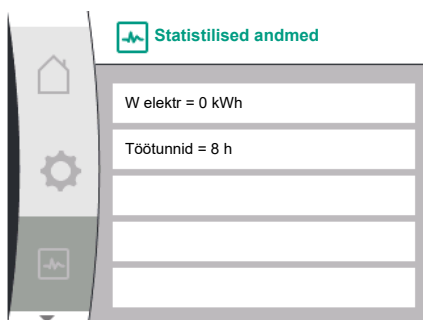 Statistilised andmed
W elektr = 0 kWh
Töötunnid = 8 h